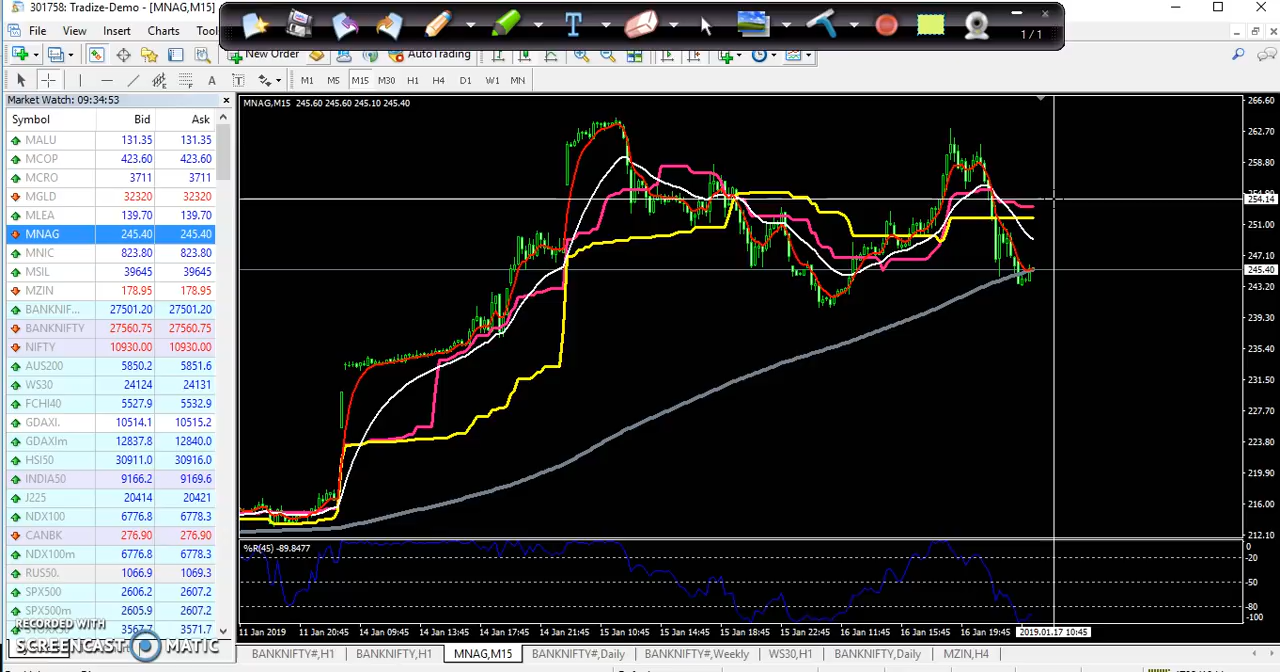 301758: Tradize-Demo - [MNAG,M15]
File View Insert Charts
T 1/1
New Order AutoTrading
A T M1 M5 M15 M30 H1 H4 D1 W1 MN
Market Watch: 09:34:53
Symbol Bid Ask
MALU 131.35 131.35
MCOP 423.60 423.60
MCRO 3711 3711
MGLD 32320 32320
MLEA 139.70 139.70
MNAG 245.40 245.40
MNIC 823.80 823.80
MSIL 39645 39645
MZIN 178.95 178.95
BANKNIF... 27501.20 27501.20
BANKNIFTY 27560.75 27560.75
NIFTY 10930.00 10930.00
AUS200 5850.2 5851.6
WS30 24124 24131
FCHI40 5527.9 5532.9
GDAXI. 10514.1 10515.2
GDAXIm 12837.8 12840.0
HSI50 30911.0 30916.0
INDIA50 9166.2 9169.6
J225 20414 20421
NDX100 6776.8 6778.3
CANBK 276.90 276.90
NDX100m 6776.8 6778.3
RUS50. 1066.9 1069.3
SPX500 2606.2 2607.2
SPX500m 2605.9 2607.2
RECORDED WITH
SCREENCAST MATIC
MNAG,M15 245.60 245.60 245.10 245.40
266.60
262.70
258.80
254.14
251.00
247.10
245.40
243.20
239.30
235.40
231.50
227.70
223.80
219.90
216.00
212.10
%R(45) -89.8477
0
-20
-50
-80
-100
11 Jan 2019 11 Jan 20:45 14 Jan 09:45 14 Jan 13:45 14 Jan 17:45 14 Jan 21:45 15 Jan 10:45 15 Jan 14:45 15 Jan 18:45 15 Jan 22:45 16 Jan 11:45 16 Jan 15:45 16 Jan 19:45 2019.01.17 10:45
BANKNIFTY#,H1 BANKNIFTY,H1 MNAG,M15 BANKNIFTY#,Daily BANKNIFTY#,Weekly WS30,H1 BANKNIFTY,Daily MZIN,H4